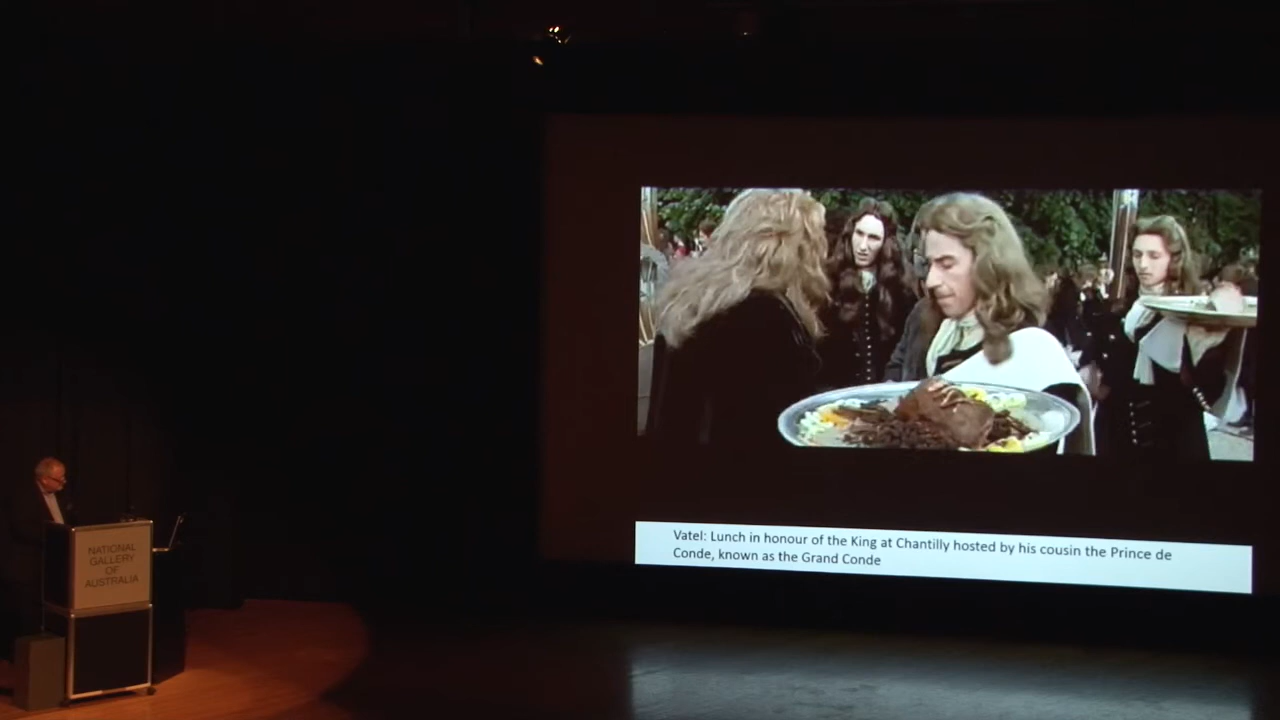 NATIONAL
GALLERY
OF
AUSTRALIA
Vatel: Lunch in honour of the King at Chantilly hosted by his cousin the Prince de
Conde, known as the Grand Conde